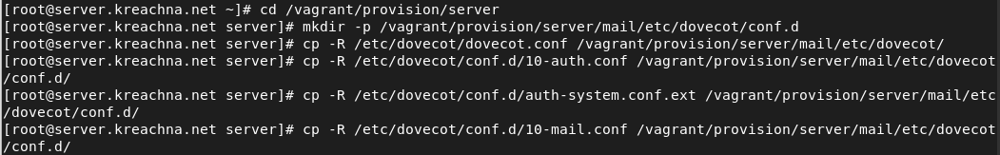 [root@server.kreachna.net ~]# cd /vagrant/provision/server
[root@server.kreachna.net server]# mkdir -p /vagrant/provision/server/mail/etc/dovecot/conf.d
[root@server.kreachna.net server]# cp -R /etc/dovecot/dovecot.conf /vagrant/provision/server/mail/etc/dovecot/
[root@server.kreachna.net server]# cp -R /etc/dovecot/conf.d/10-auth.conf /vagrant/provision/server/mail/etc/dovecot
/conf.d/
[root@server.kreachna.net server]# cp -R /etc/dovecot/conf.d/auth-system.conf.ext /vagrant/provision/server/mail/etc
/dovecot/conf.d/
[root@server.kreachna.net server]# cp -R /etc/dovecot/conf.d/10-mail.conf /vagrant/provision/server/mail/etc/dovecot
/conf.d/